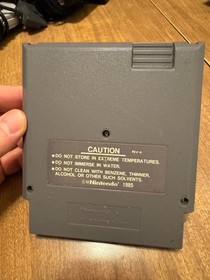 CAUTION REV-A
• DO NOT STORE IN EXTREME TEMPERATURES.
• DO NOT IMMERSE IN WATER.
• DO NOT CLEAN WITH BENZENE, THINNER,
ALCOHOL OR OTHER SUCH SOLVENTS.
Nintendo 1985